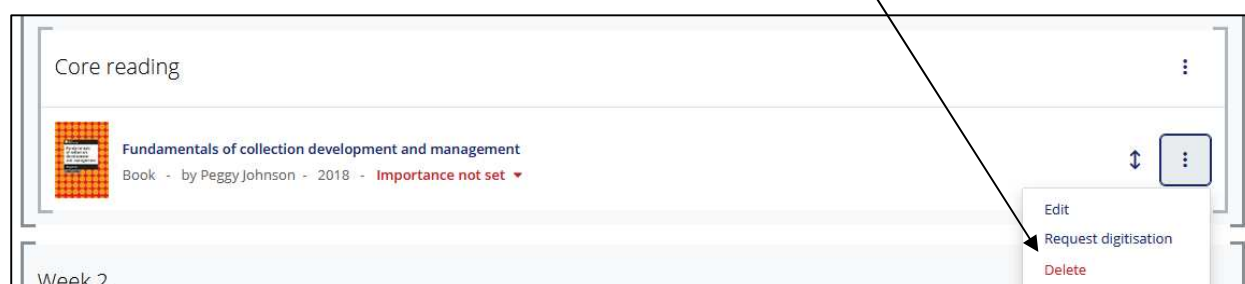 Core reading
Fundamentals of collection development and management
Book - by Peggy Johnson - 2018 - Importance not set
Edit
Request digitisation
Delete
Week 2